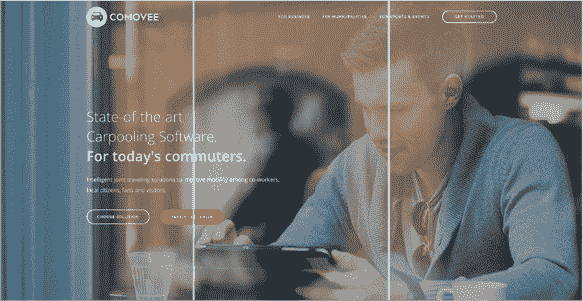 COMOVEE
FOR BUSINESS
FOR MUNICIPALITIES
FOR SPORTS & EVENTS
GET STARTED
State-of-the art
Carpooling Software.
For today's commuters.
Intelligent joint traveling solutions to improve mobility among co-workers,
local citizens, fans and visitors.
CHOOSE SOLUTION